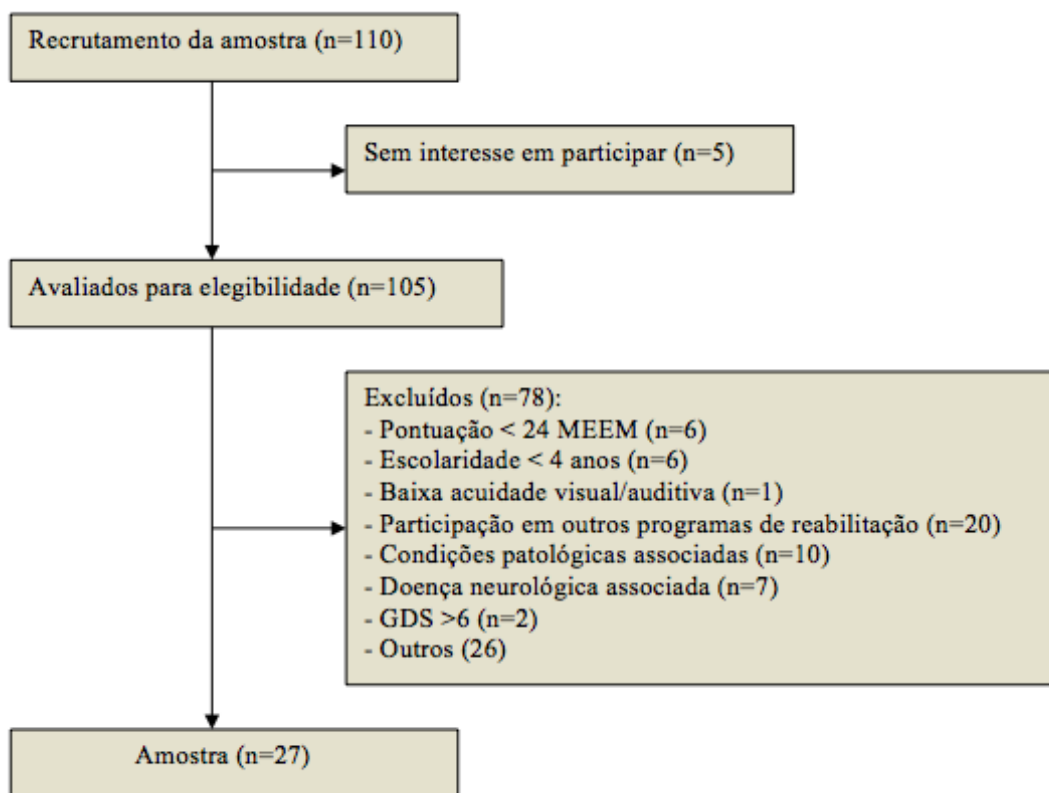 Recrutamento da amostra (n=110)
Sem interesse em participar (n=5)
Avaliados para elegibilidade (n=105)
Excluídos (n=78):
- Pontuação < 24 MEEM (n=6)
- Escolaridade < 4 anos (n=6)
- Baixa acuidade visual/auditiva (n=1)
- Participação em outros programas de reabilitação (n=20)
- Condições patológicas associadas (n=10)
- Doença neurológica associada (n=7)
- GDS >6 (n=2)
- Outros (26)
Amostra (n=27)